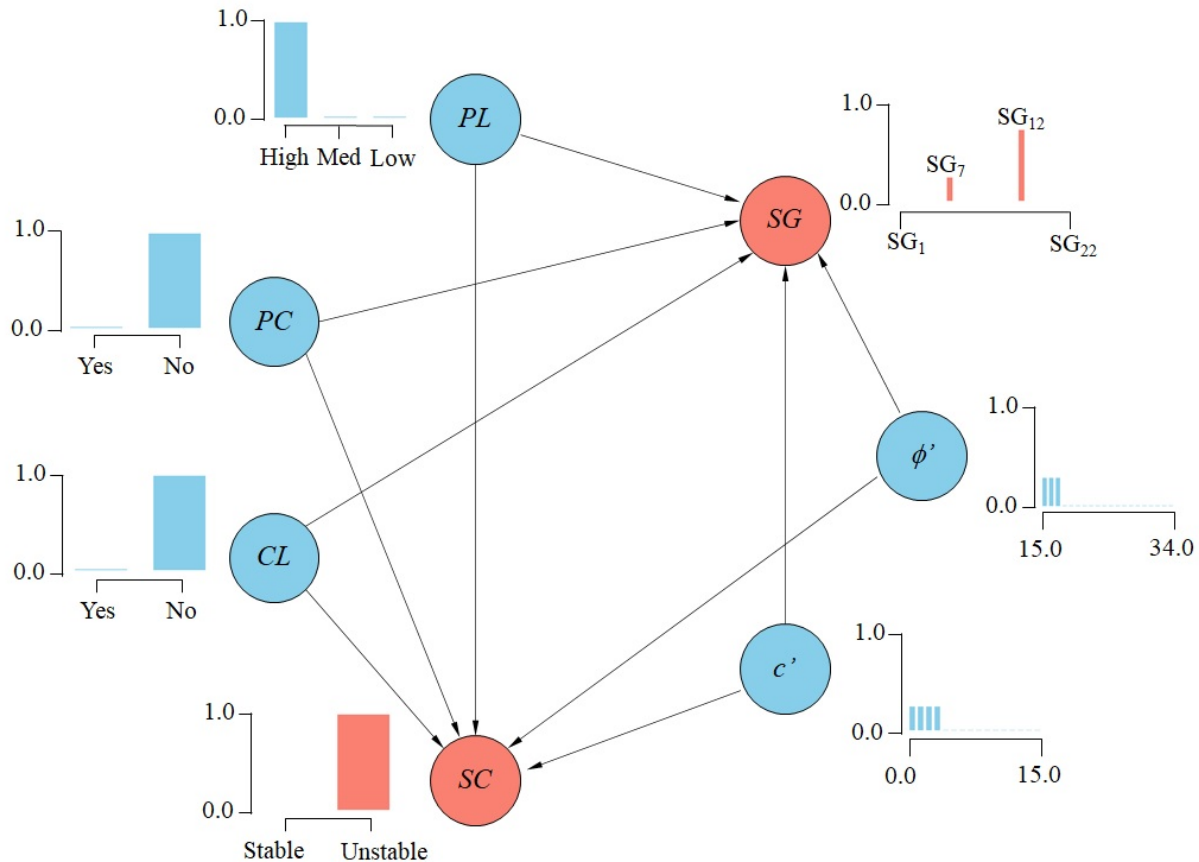 1.0
0.0
High Med Low
PL
1.0
0.0
SG₇
SG₁₂
SG₁
SG₂₂
SG
1.0
0.0
Yes No
PC
1.0
0.0
15.0 34.0
ϕ’
1.0
0.0
Yes No
CL
1.0
0.0
0.0 15.0
c’
1.0
0.0
Stable Unstable
SC